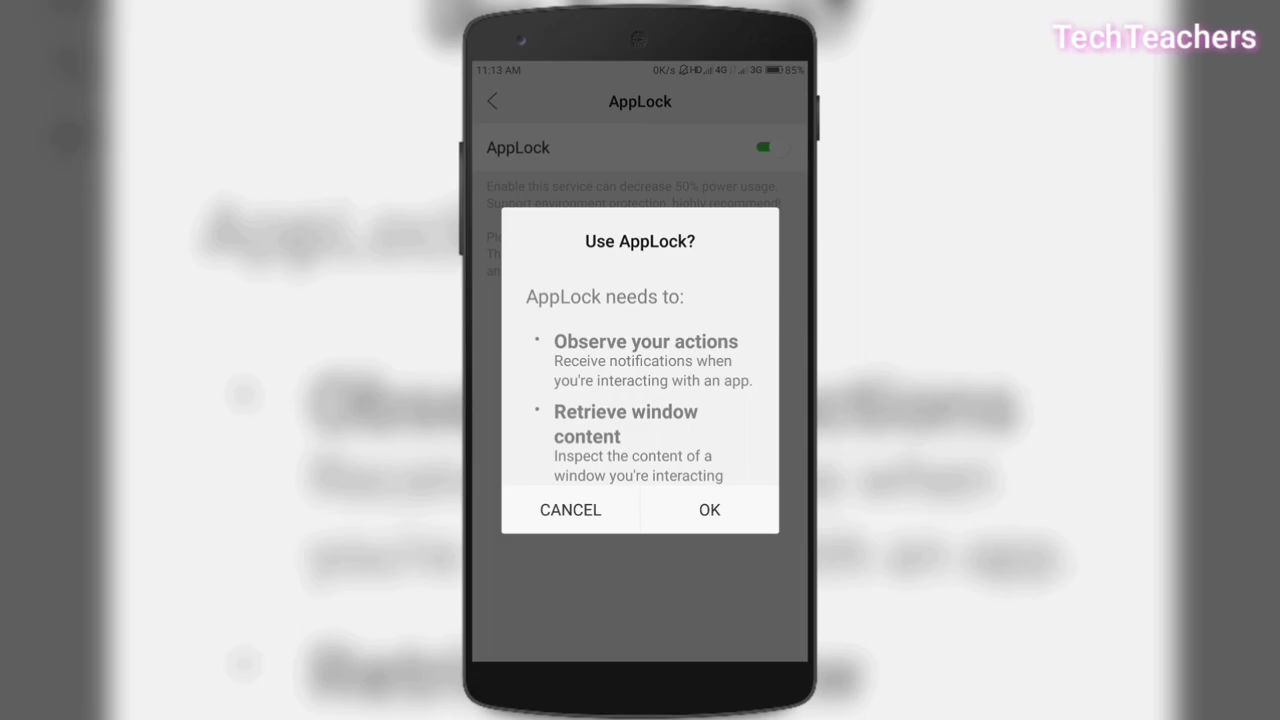 TechTeachers
11:13 AM
0K/s HD 4G 3G 85%
AppLock
AppLock
Enable this service can decrease 50% power usage.
Support environment protection, highly recommend!
Use AppLock?
AppLock needs to:
• Observe your actions
Receive notifications when
you're interacting with an app.
• Retrieve window
content
Inspect the content of a
window you're interacting
CANCEL
OK